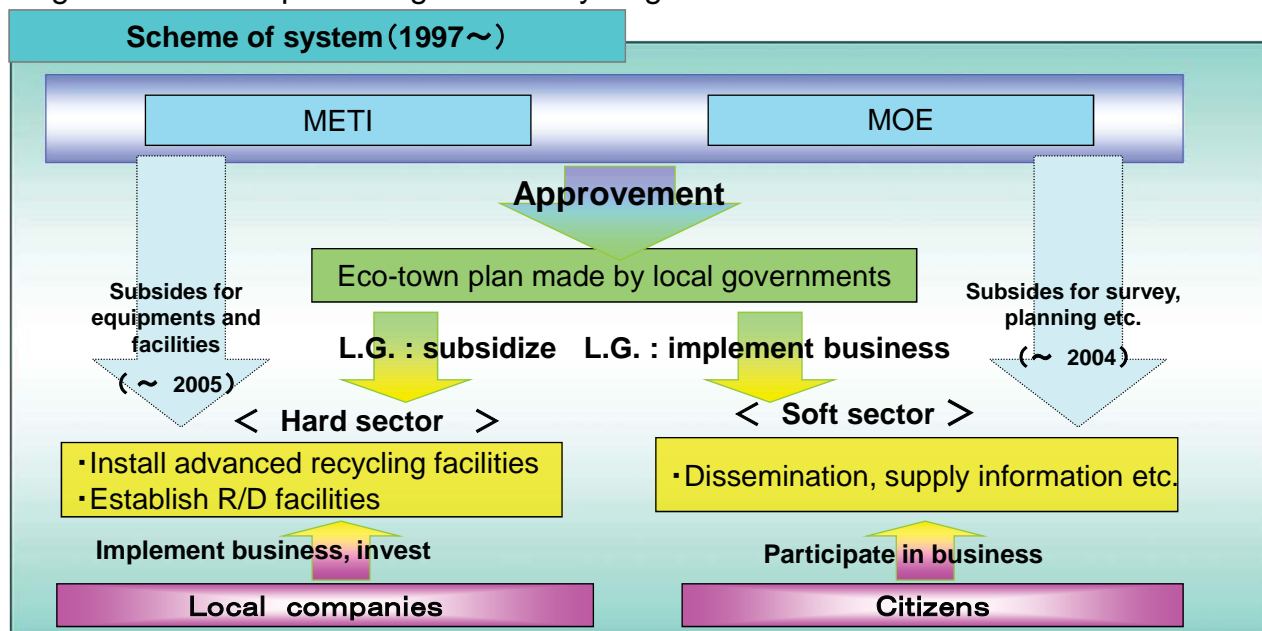 Scheme of system（1997～）
METI
MOE
Approvement
Eco-town plan made by local governments
Subsides for
equipments and
facilities
（～ 2005）
Subsides for survey,
planning etc.
（～ 2004）
L.G. : subsidize
L.G. : implement business
＜ Hard sector ＞
＜ Soft sector ＞
・Install advanced recycling facilities
・Establish R/D facilities
・Dissemination, supply information etc.
Implement business, invest
Participate in business
Local companies
Citizens